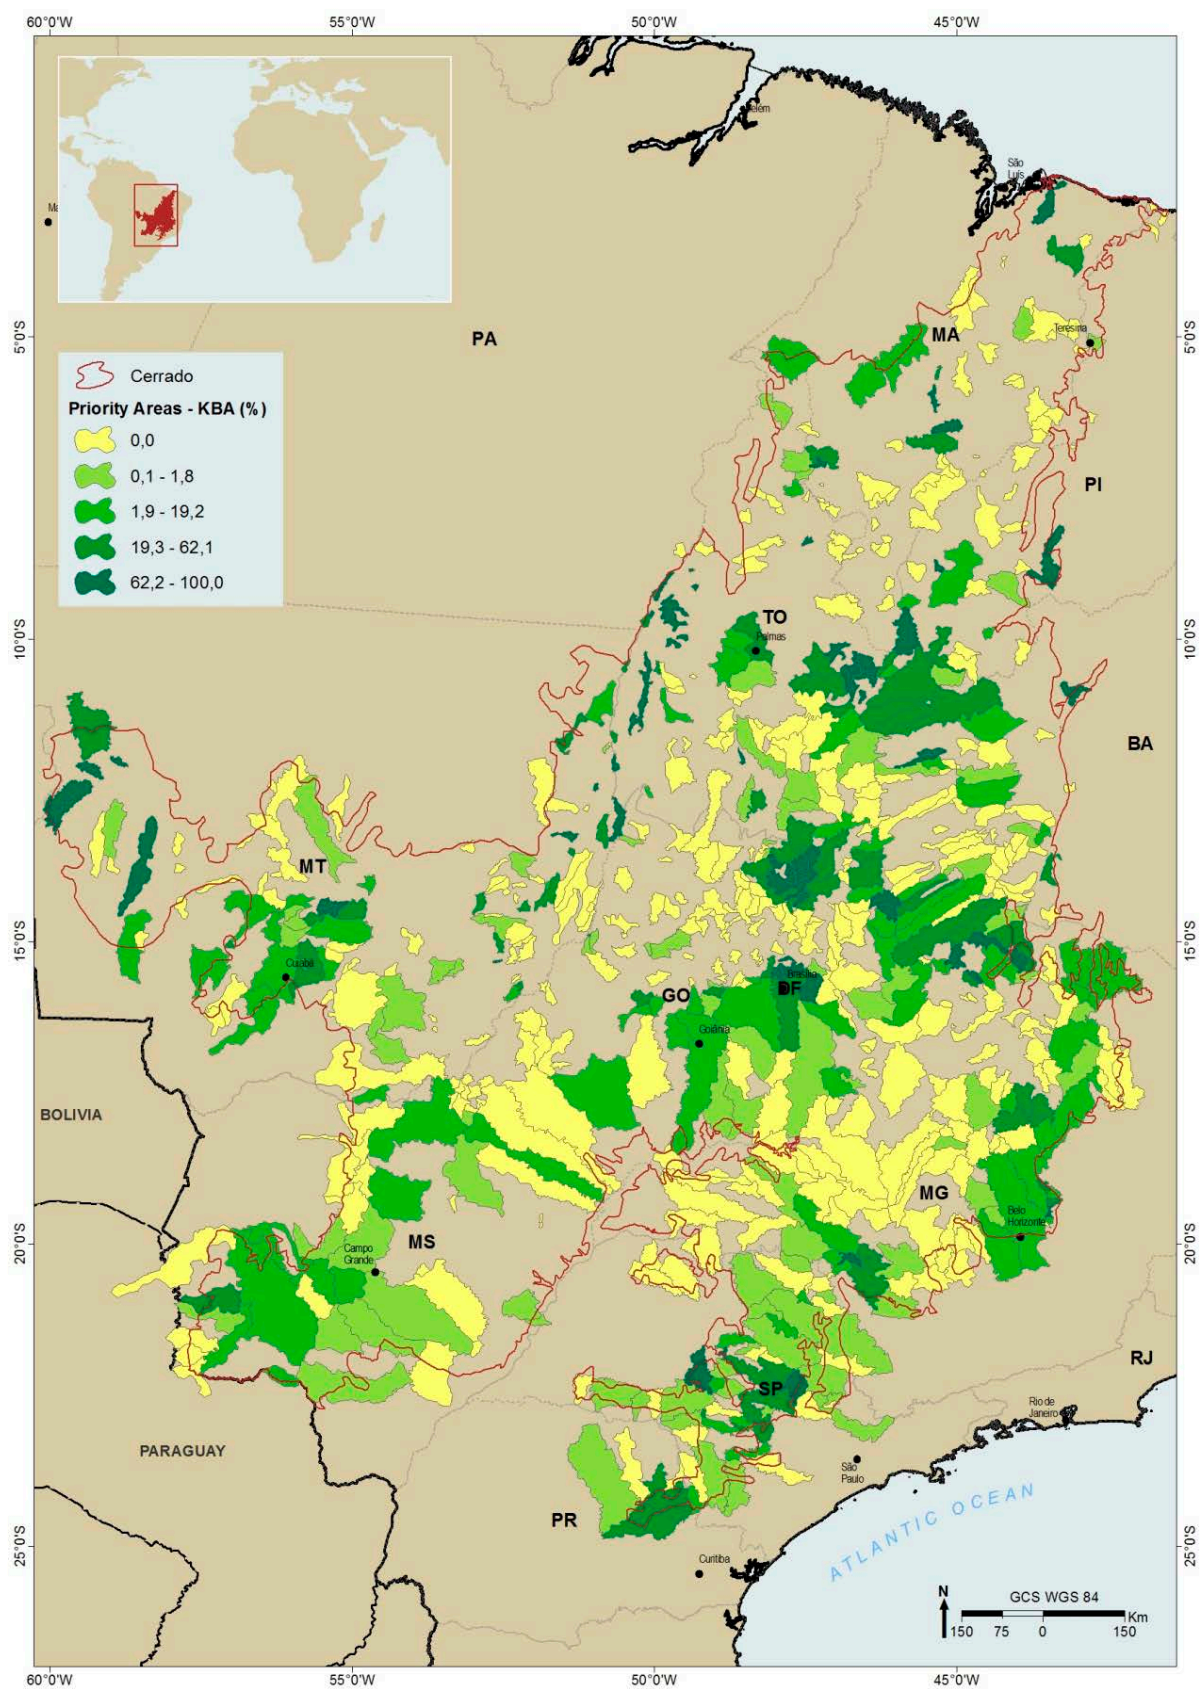 60°0'W
55°0'W
50°0'W
45°0'W
Belém
São
Luís
Ma
PA
MA
5°0'S
5°0'S
Teresina
Cerrado
Priority Areas - KBA (%)
0,0
0,1 - 1,8
1,9 - 19,2
19,3 - 62,1
62,2 - 100,0
PI
TO
Palmas
10°0'S
10°0'S
BA
MT
15°0'S
15°0'S
Cuiabá
Brasília
DF
GO
Goiânia
BOLIVIA
MG
Belo
Horizonte
MS
20°0'S
20°0'S
Campo
Grande
RJ
SP
Rio de
Janeiro
PARAGUAY
São
Paulo
PR
ATLANTIC OCEAN
25°0'S
25°0'S
Curitiba
N
GCS WGS 84
Km
150 75 0 150
60°0'W
55°0'W
50°0'W
45°0'W